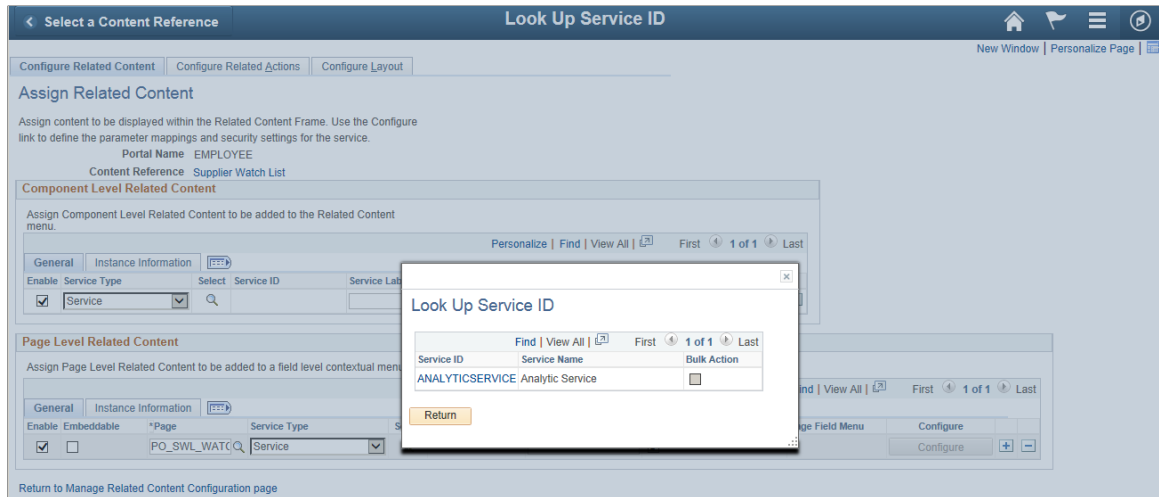 Select a Content Reference
Look Up Service ID
New Window | Personalize Page |
Configure Related Content
Configure Related Actions
Configure Layout
Assign Related Content
Assign content to be displayed within the Related Content Frame. Use the Configure
link to define the parameter mappings and security settings for the service.
Portal Name EMPLOYEE
Content Reference Supplier Watch List
Component Level Related Content
Assign Component Level Related Content to be added to the Related Content
menu.
Personalize | Find | View All | First 1 of 1 Last
General Instance Information
Enable Service Type Select Service ID Service Lab
Service
Look Up Service ID
Find | View All | First 1 of 1 Last
Service ID Service Name Bulk Action
ANALYTICSERVICE Analytic Service
Return
Page Level Related Content
Assign Page Level Related Content to be added to a field level contextual menu
ind | View All | First 1 of 1 Last
General Instance Information
Enable Embeddable *Page Service Type S ge Field Menu Configure
PO_SWL_WATC Service Configure
Return to Manage Related Content Configuration page